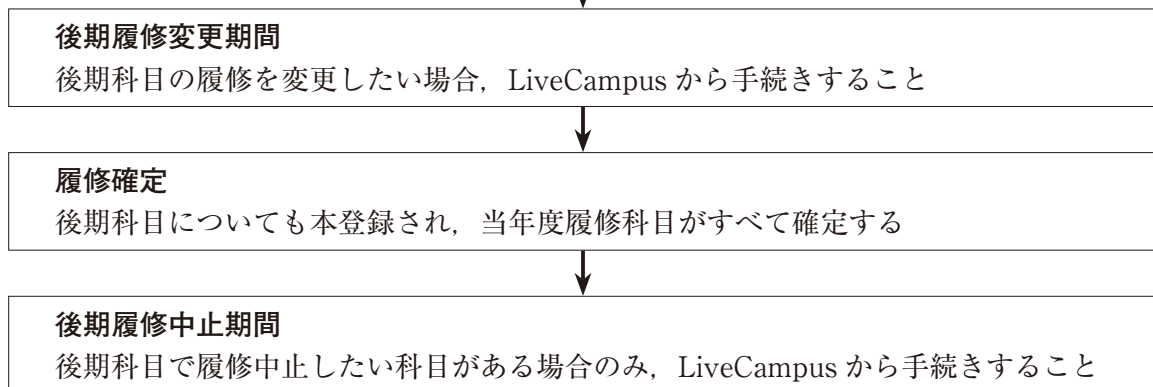 後期履修変更期間
後期科目の履修を変更したい場合，LiveCampus から手続きすること
履修確定
後期科目についても本登録され，当年度履修科目がすべて確定する
後期履修中止期間
後期科目で履修中止したい科目がある場合のみ，LiveCampus から手続きすること